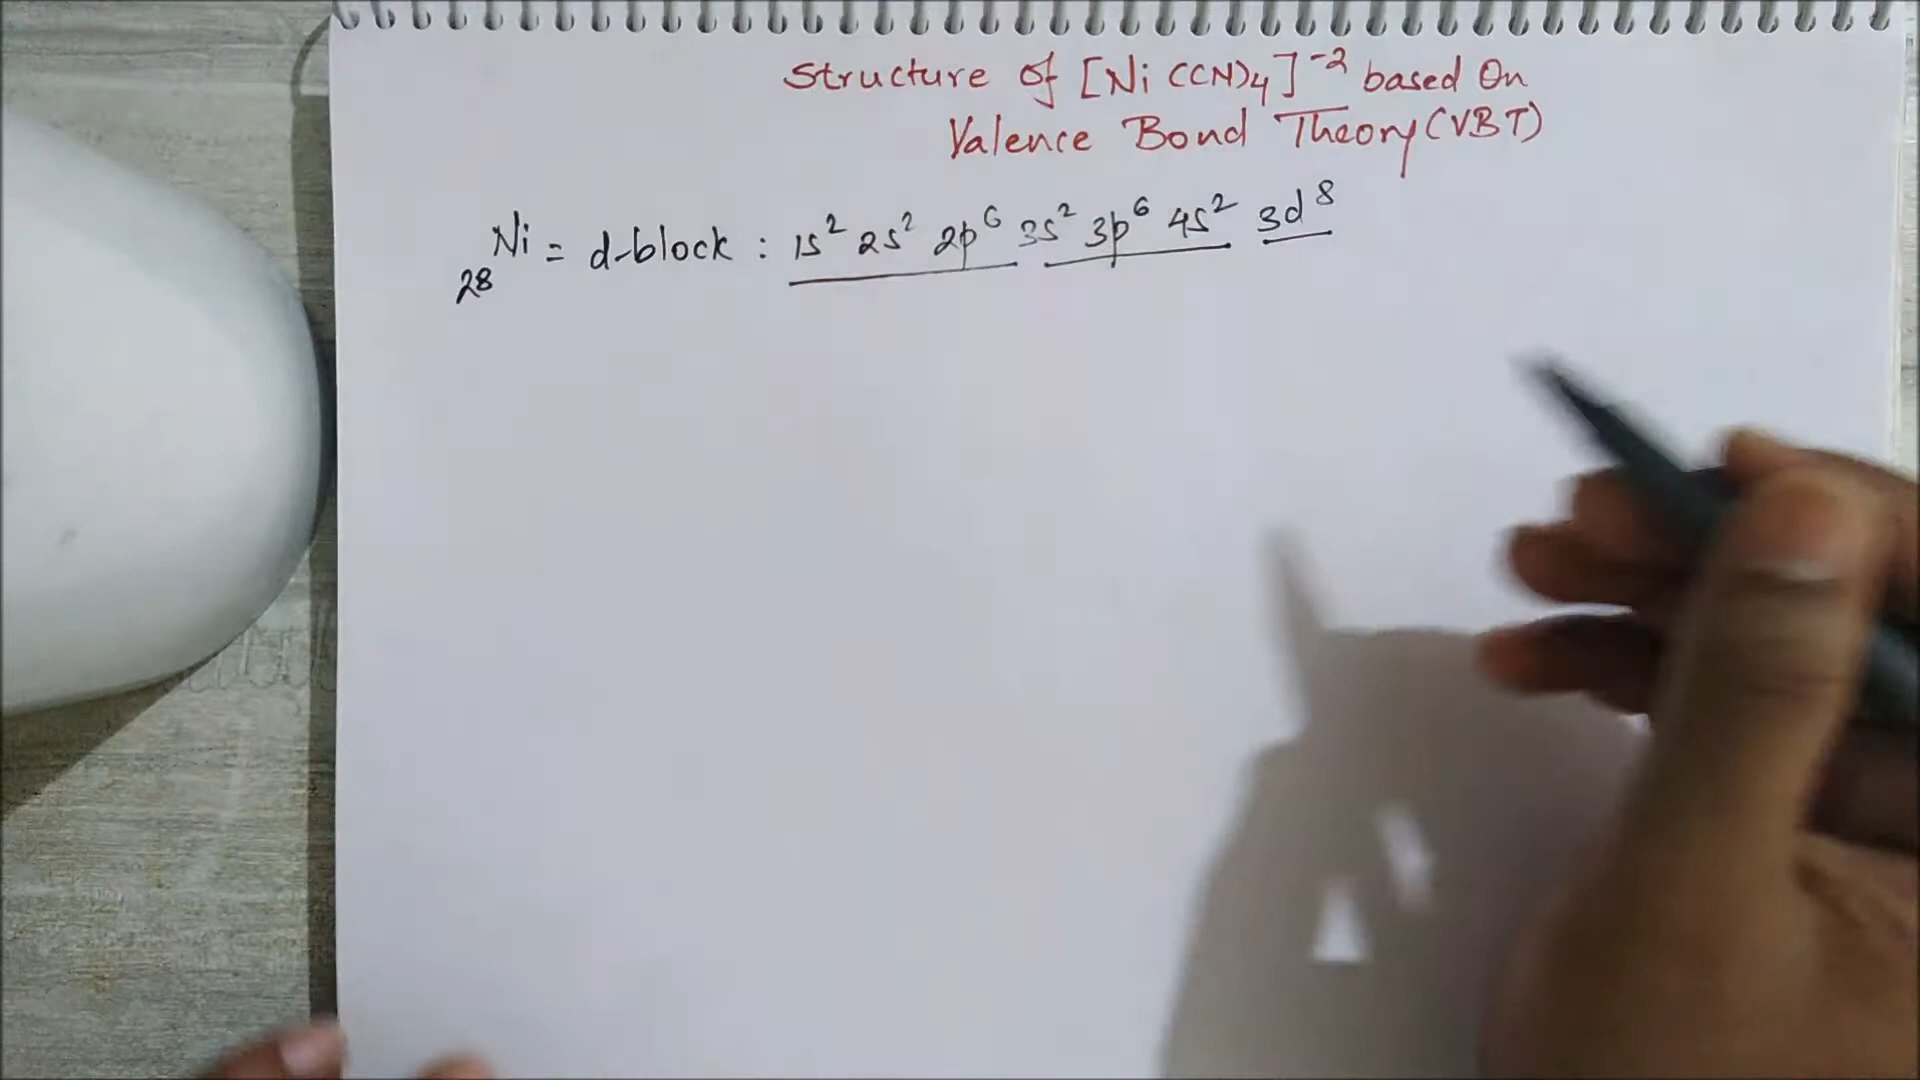 Structure of [Ni (CN)4]⁻² based on
Valence Bond Theory (VBT)
₂₈Ni = d-block : 1s² 2s² 2p⁶ 3s² 3p⁶ 4s² 3d⁸